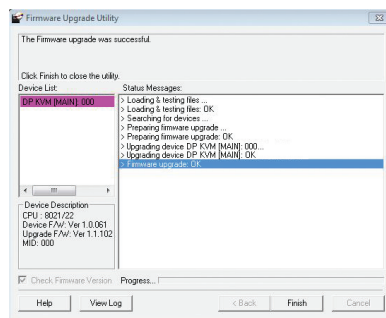 Firmware Upgrade Utility
The Firmware upgrade was successful.
Click Finish to close the utility.
Device List:
DP KVM [MAIN]: 000
Status Messages:
> Loading & testing files ...
> Loading & testing files: OK
> Searching for devices ...
> Preparing firmware upgrade ...
> Preparing firmware upgrade: OK
> Upgrading device DP KVM [MAIN]: 000...
> Upgrading device DP KVM [MAIN]: OK
> Firmware upgrade: OK
Device Description
CPU : 8021/22
Device F/W: Ver 1.0.061
Upgrade F/W: Ver 1.1.102
MID: 000
Check Firmware Version
Progress...
Help
View Log
< Back
Finish
Cancel